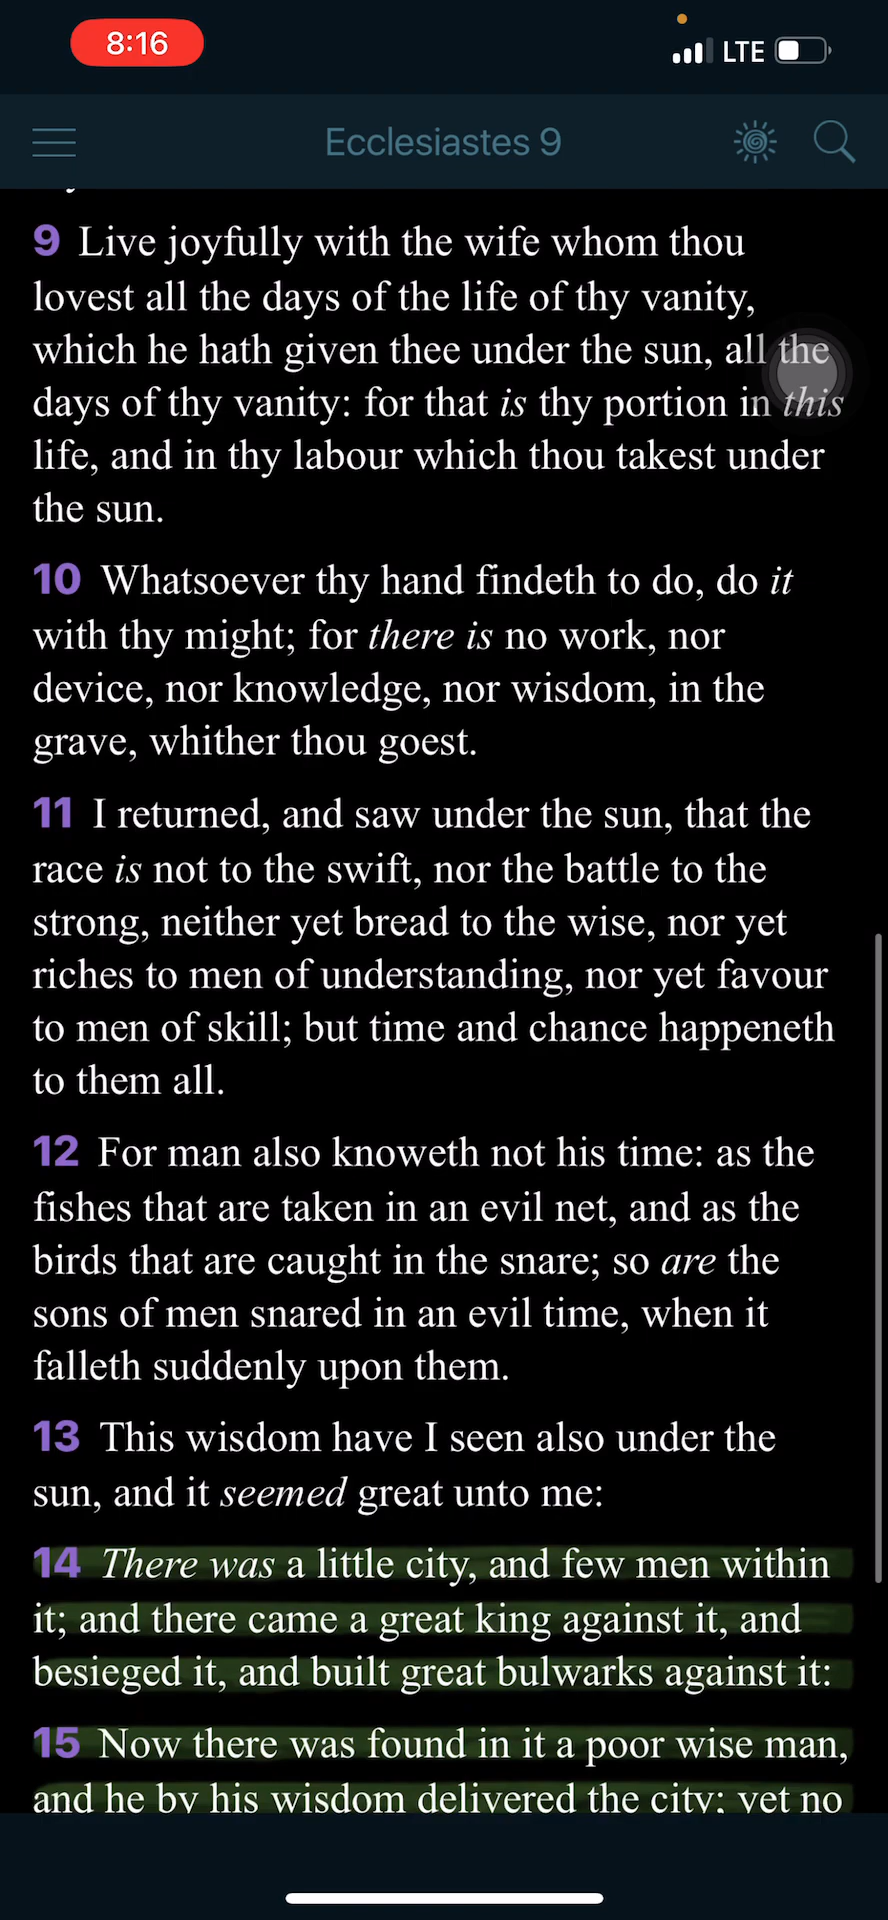 8:16
LTE
Ecclesiastes 9
9 Live joyfully with the wife whom thou
lovest all the days of the life of thy vanity,
which he hath given thee under the sun, all the
days of thy vanity: for that is thy portion in this
life, and in thy labour which thou takest under
the sun.
10 Whatsoever thy hand findeth to do, do it
with thy might; for there is no work, nor
device, nor knowledge, nor wisdom, in the
grave, whither thou goest.
11 I returned, and saw under the sun, that the
race is not to the swift, nor the battle to the
strong, neither yet bread to the wise, nor yet
riches to men of understanding, nor yet favour
to men of skill; but time and chance happeneth
to them all.
12 For man also knoweth not his time: as the
fishes that are taken in an evil net, and as the
birds that are caught in the snare; so are the
sons of men snared in an evil time, when it
falleth suddenly upon them.
13 This wisdom have I seen also under the
sun, and it seemed great unto me:
14 There was a little city, and few men within
it; and there came a great king against it, and
besieged it, and built great bulwarks against it:
15 Now there was found in it a poor wise man,
and he by his wisdom delivered the city; yet no